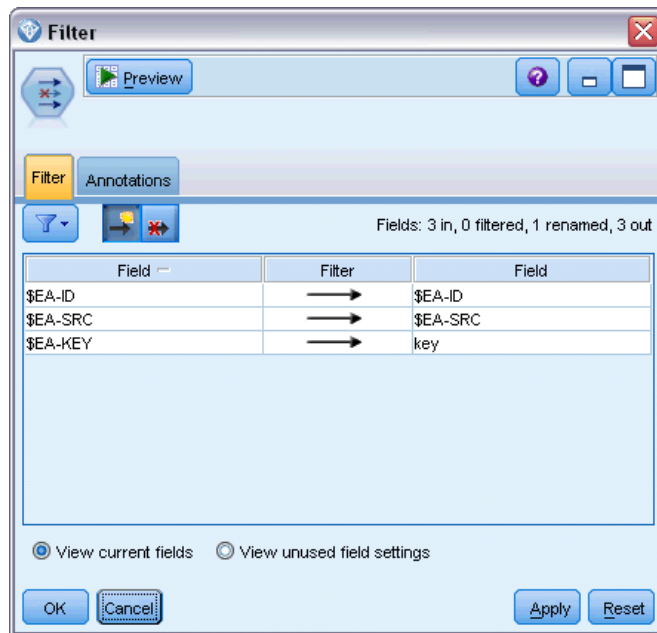 Filter
Preview
?
Filter Annotations
Fields: 3 in, 0 filtered, 1 renamed, 3 out
Field Filter Field
$EA-ID $EA-ID
$EA-SRC $EA-SRC
$EA-KEY key
View current fields View unused field settings
OK Cancel Apply Reset